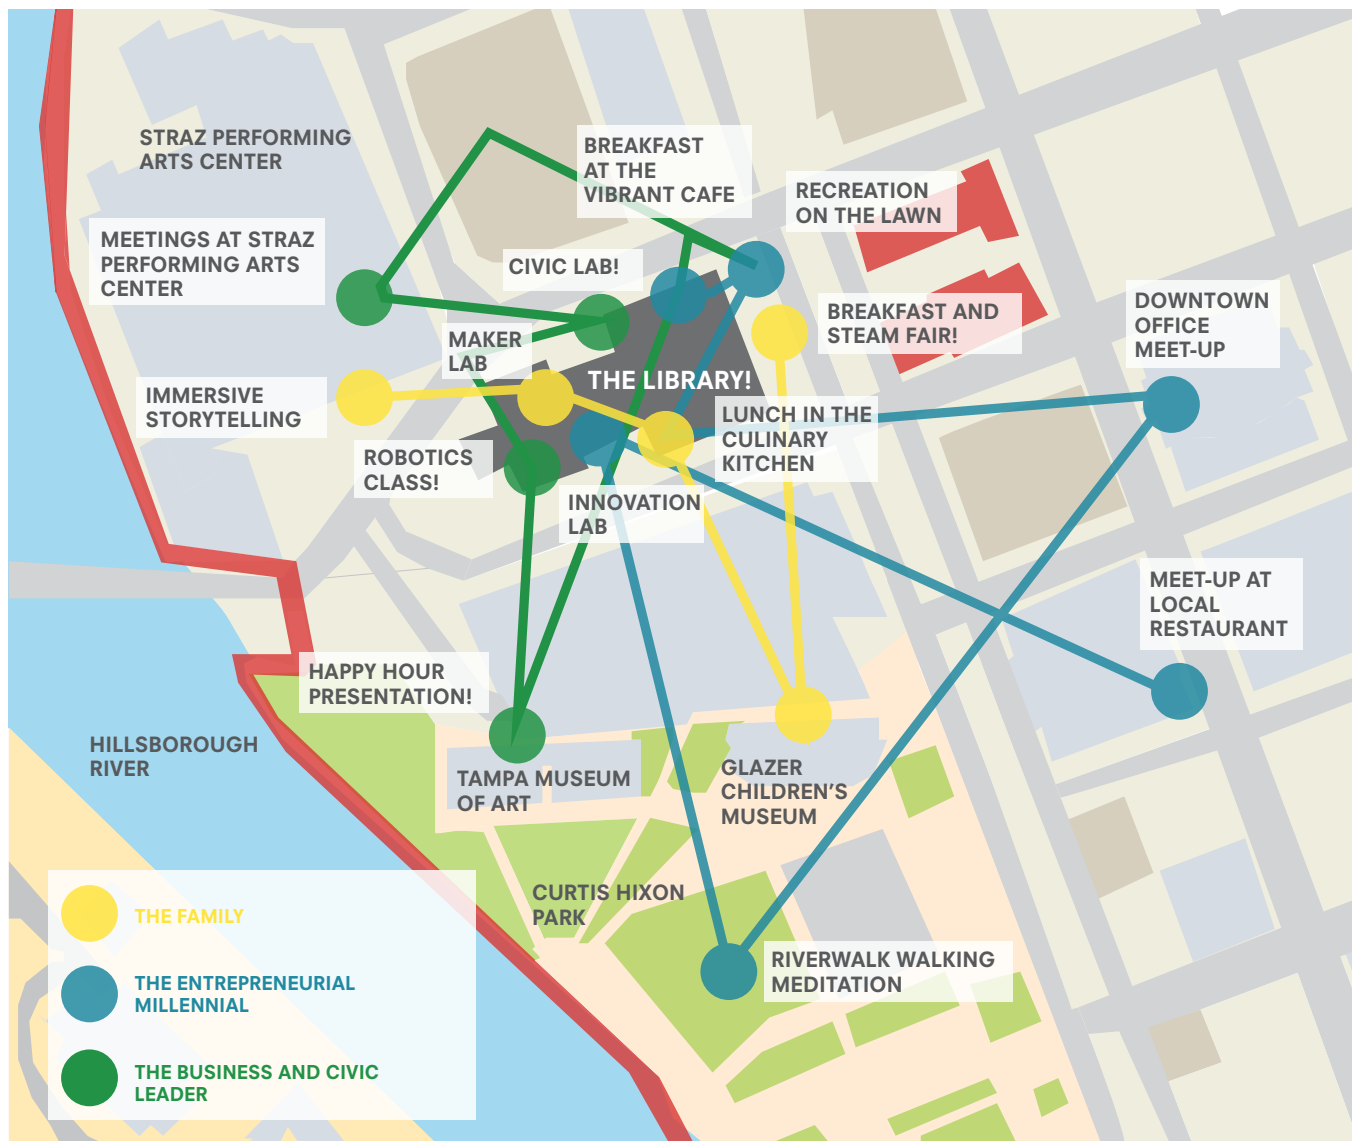 STRAZ PERFORMING
ARTS CENTER
BREAKFAST
AT THE
VIBRANT CAFE
RECREATION
ON THE LAWN
MEETINGS AT STRAZ
PERFORMING ARTS
CENTER
CIVIC LAB!
BREAKFAST AND
STEAM FAIR!
DOWNTOWN
OFFICE
MEET-UP
MAKER
LAB
THE LIBRARY!
IMMERSIVE
STORYTELLING
LUNCH IN THE
CULINARY
KITCHEN
ROBOTICS
CLASS!
INNOVATION
LAB
MEET-UP AT
LOCAL
RESTAURANT
HAPPY HOUR
PRESENTATION!
HILLSBOROUGH
RIVER
TAMPA MUSEUM
OF ART
GLAZER
CHILDREN’S
MUSEUM
CURTIS HIXON
PARK
RIVERWALK WALKING
MEDITATION
THE FAMILY
THE ENTREPRENEURIAL
MILLENNIAL
THE BUSINESS AND CIVIC
LEADER